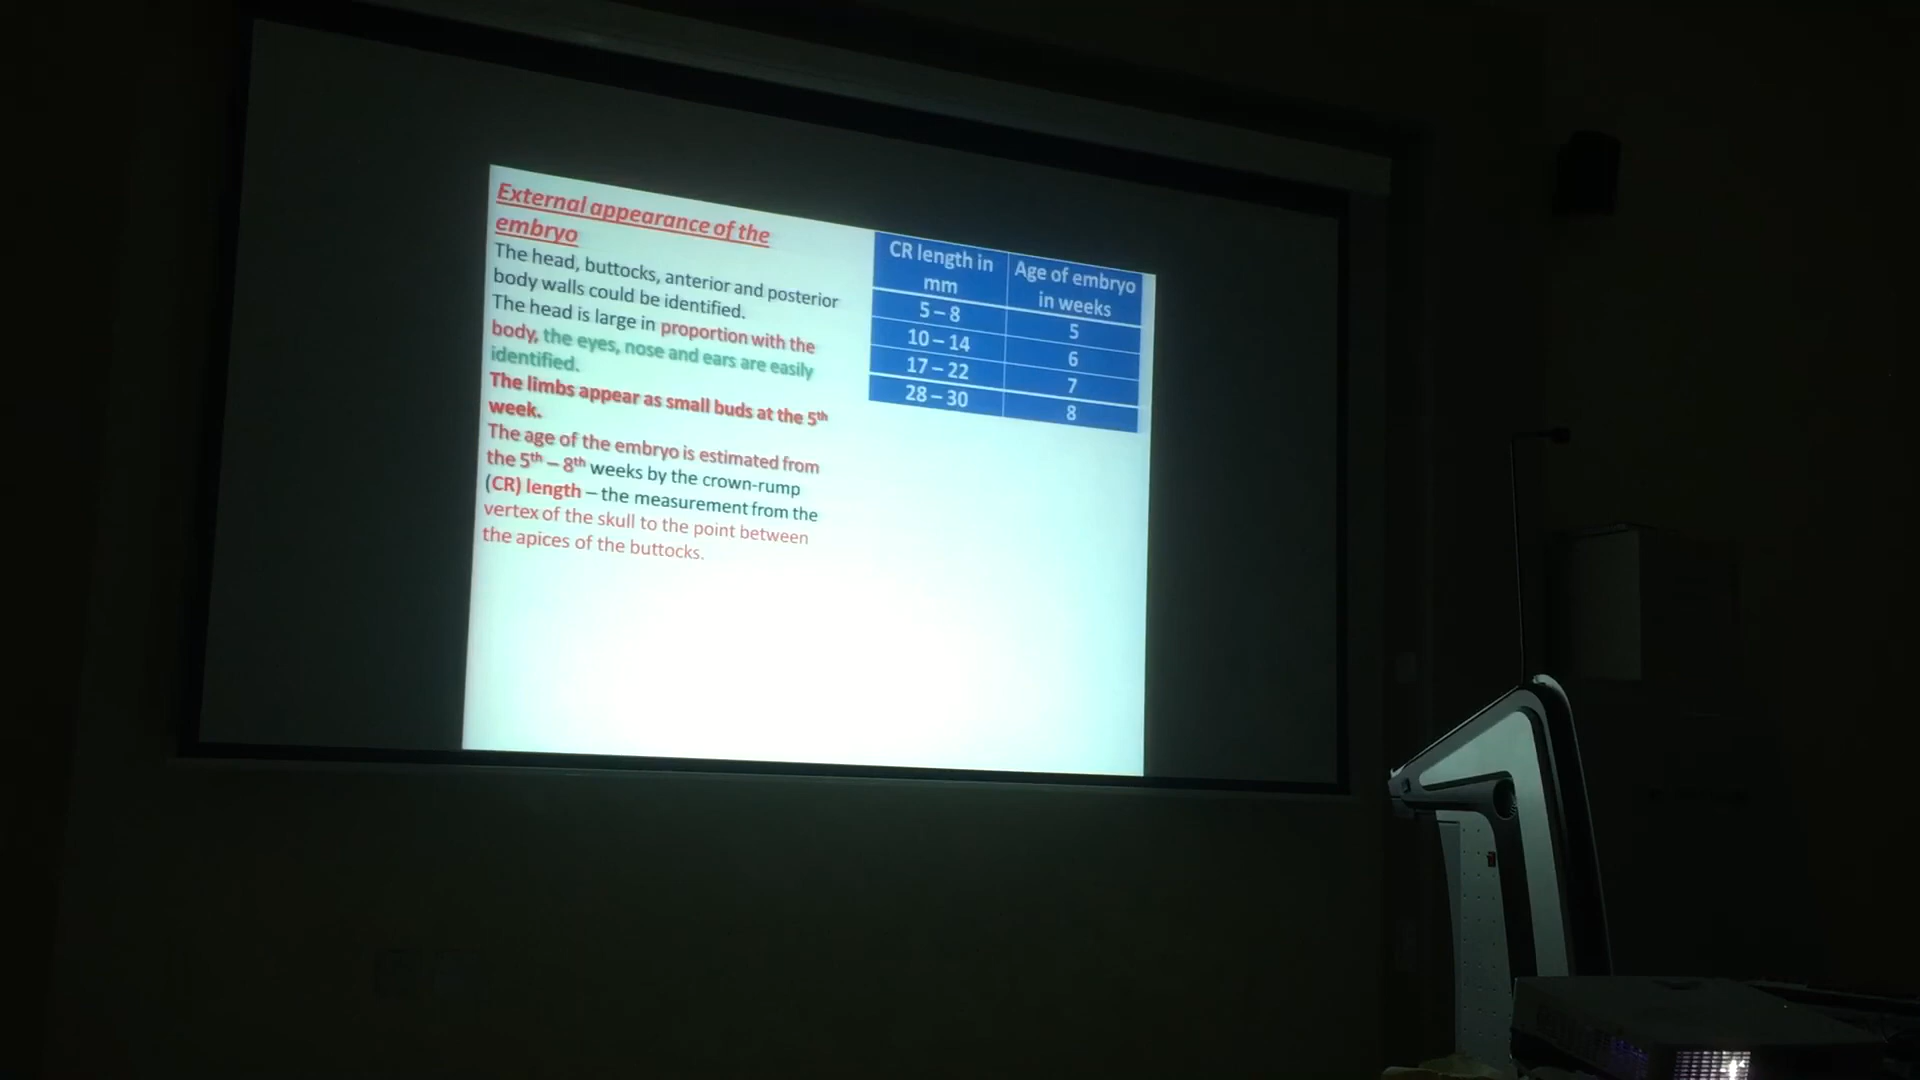 External appearance of the
embryo
The head, buttocks, anterior and posterior
body walls could be identified.
The head is large in proportion with the
body, the eyes, nose and ears are easily
identified.
The limbs appear as small buds at the 5th
week.
The age of the embryo is estimated from
the 5th – 8th weeks by the crown-rump
(CR) length – the measurement from the
vertex of the skull to the point between
the apices of the buttocks.
CR length in mm Age of embryo in weeks
5 – 8 5
10 – 14 6
17 – 22 7
28 – 30 8